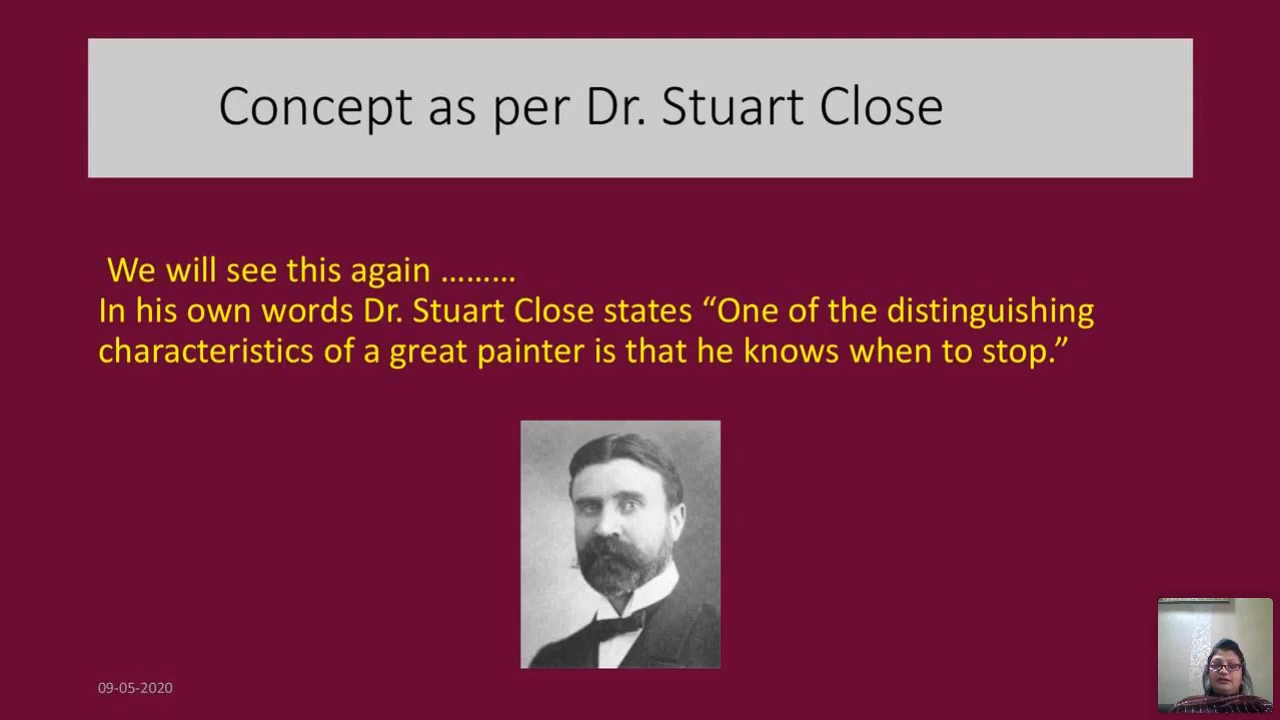 Concept as per Dr. Stuart Close
We will see this again .........
In his own words Dr. Stuart Close states “One of the distinguishing
characteristics of a great painter is that he knows when to stop.”
09-05-2020